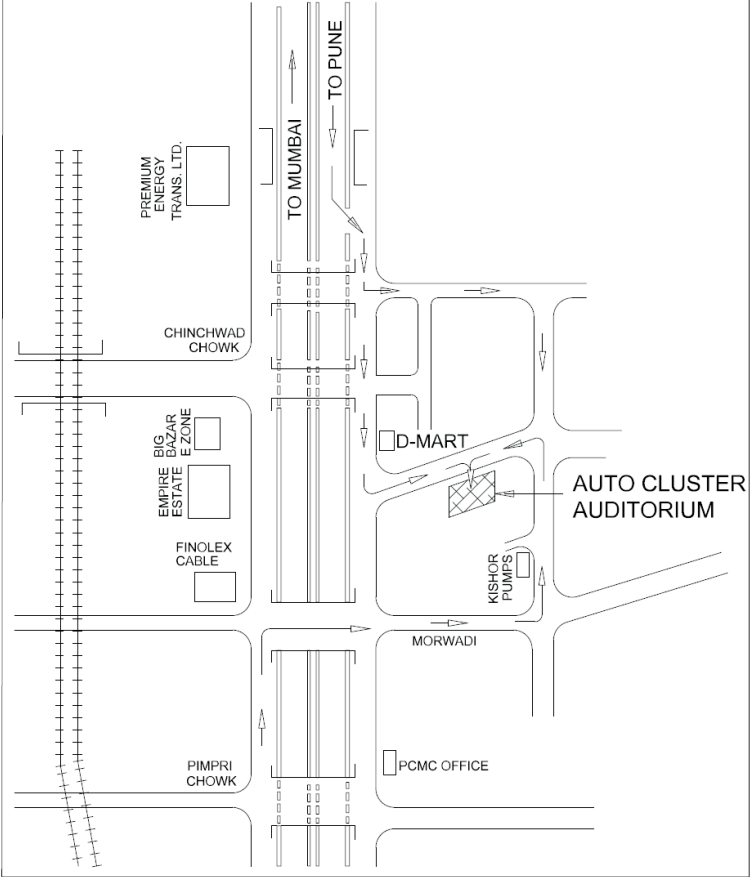 TO PUNE
TO MUMBAI
PREMIUM
ENERGY
TRANS. LTD.
CHINCHWAD
CHOWK
BIG
BAZAR
E ZONE
D-MART
EMPIRE
ESTATE
AUTO CLUSTER
AUDITORIUM
FINOLEX
CABLE
KISHOR
PUMPS
MORWADI
PIMPRI
CHOWK
PCMC OFFICE